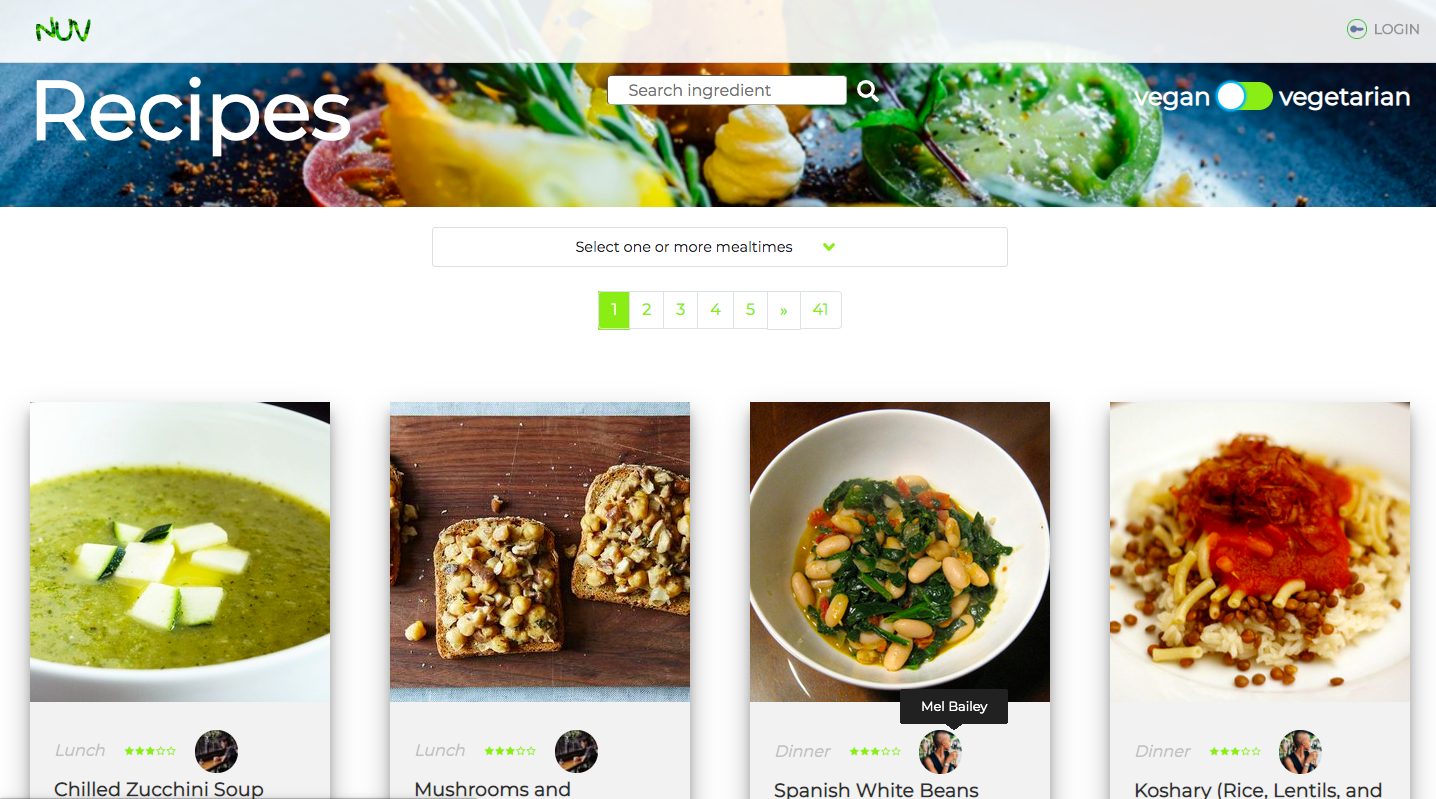 NUV
LOGIN
Recipes
Search ingredient
vegan vegetarian
Select one or more mealtimes
1 2 3 4 5 » 41
Mel Bailey
Lunch
Lunch
Dinner
Dinner
Chilled Zucchini Soup
Mushrooms and
Spanish White Beans
Koshary (Rice, Lentils, and